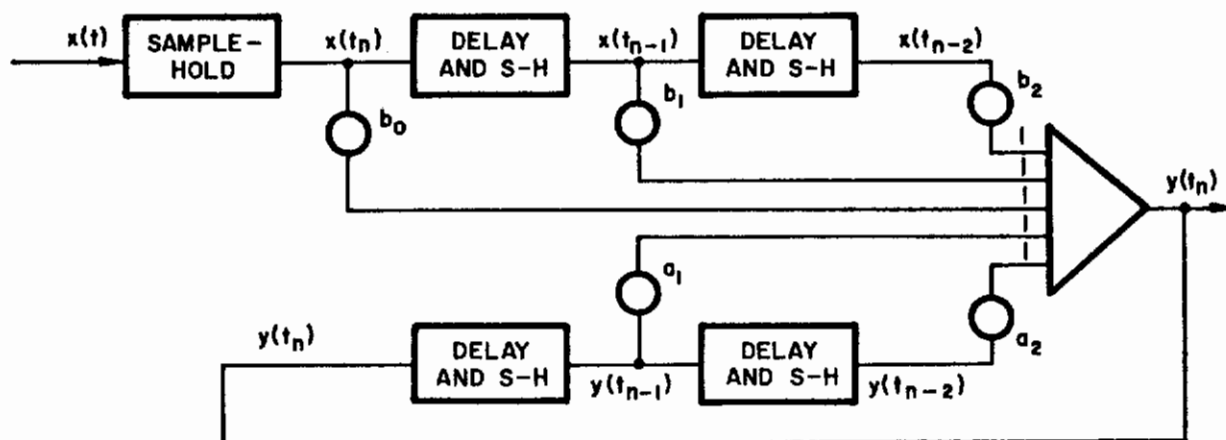 x(t)
SAMPLE-
HOLD
x(tn)
DELAY
AND S-H
x(tn-1)
DELAY
AND S-H
x(tn-2)
b0
b1
b2
1
y(tn)
a1
a2
y(tn)
DELAY
AND S-H
y(tn-1)
DELAY
AND S-H
y(tn-2)